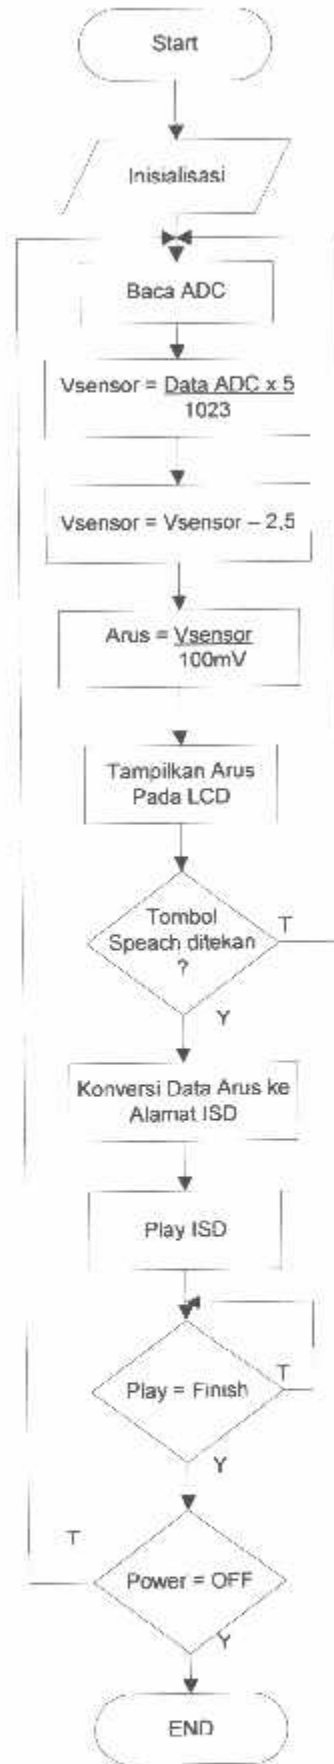 Start
Inisialisasi
Baca ADC
Vsensor = Data ADC x 5
1023
Vsensor = Vsensor – 2,5
Arus = Vsensor
100mV
Tampilkan Arus
Pada LCD
Tombol
Speach ditekan
?
T
Y
Konversi Data Arus ke
Alamat ISD
Play ISD
Play = Finish
T
Y
T
Power = OFF
Y
END